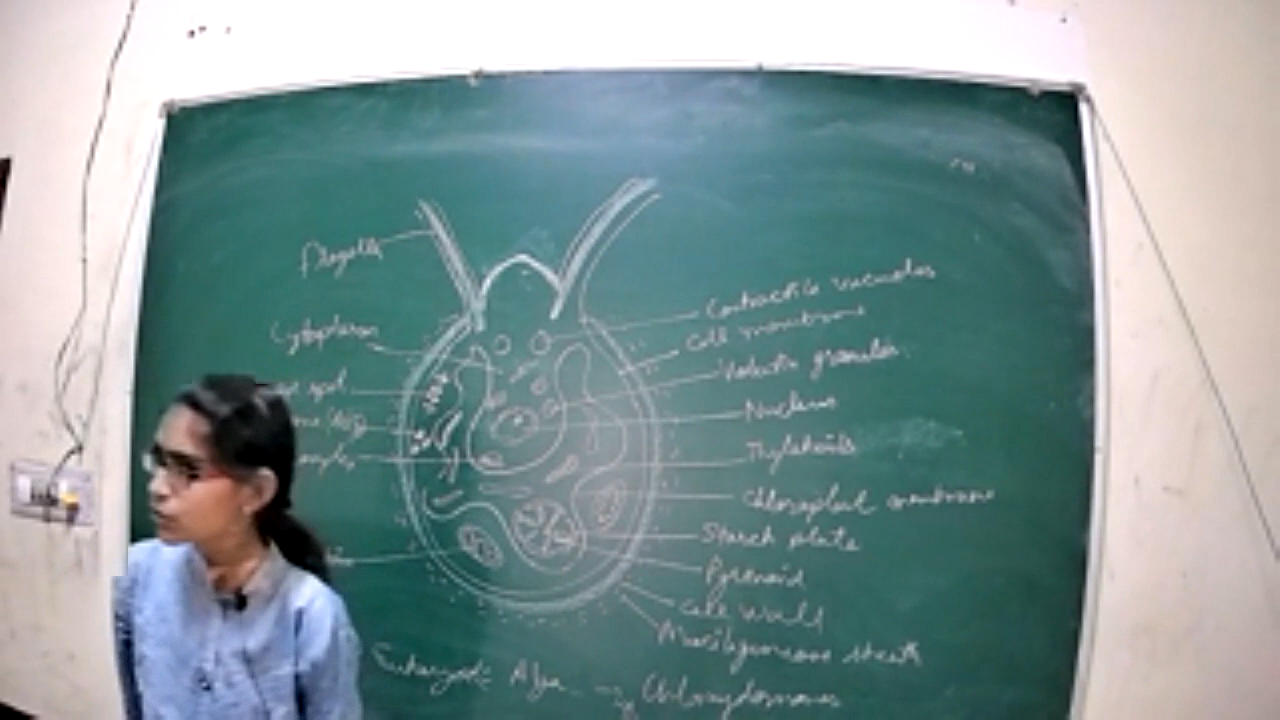 Flagella
Cytoplasm
Contractile vacuoles
Cell membrane
Volutin granules
Nucleus
Thylakoids
Chloroplast membrane
Starch plate
Pyrenoid
Cell wall
Mucilagenous sheath
Eukaryotic Alga → Chlamydomonas